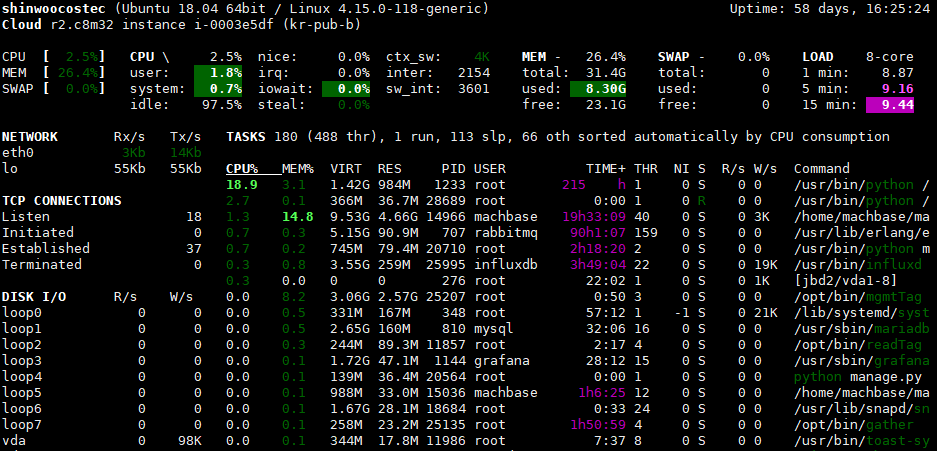 shinwoocostec (Ubuntu 18.04 64bit / Linux 4.15.0-118-generic) Uptime: 58 days, 16:25:24
Cloud r2.c8m32 instance i-0003e5df (kr-pub-b)
CPU [ 2.5%] CPU \ 2.5% nice: 0.0% ctx_sw: 4K MEM - 26.4% SWAP - 0.0% LOAD 8-core
MEM [ 26.4%] user: 1.8% irq: 0.0% inter: 2154 total: 31.4G total: 0 1 min: 8.87
SWAP [ 0.0%] system: 0.7% iowait: 0.0% sw_int: 3601 used: 8.30G used: 0 5 min: 9.16
idle: 97.5% steal: 0.0% free: 23.1G free: 0 15 min: 9.44
NETWORK Rx/s Tx/s TASKS 180 (488 thr), 1 run, 113 slp, 66 oth sorted automatically by CPU consumption
eth0 3Kb 14Kb
lo 55Kb 55Kb CPU% MEM% VIRT RES PID USER TIME+ THR NI S R/s W/s Command
18.9 3.1 1.42G 984M 1233 root 215 h 1 0 S 0 0 /usr/bin/python /
TCP CONNECTIONS 2.7 0.1 366M 36.7M 28689 root 0:00 1 0 R 0 0 /usr/bin/python /
Listen 18 1.3 14.8 9.53G 4.66G 14966 machbase 19h33:09 40 0 S 0 3K /home/machbase/ma
Initiated 0 0.7 0.3 5.15G 90.9M 707 rabbitmq 90h1:07 159 0 S 0 0 /usr/lib/erlang/e
Established 37 0.7 0.2 745M 79.4M 20710 root 2h18:20 2 0 S 0 0 /usr/bin/python m
Terminated 0 0.3 0.8 3.55G 259M 25995 influxdb 3h49:04 22 0 S 0 19K /usr/bin/influxd
0.3 0.0 0 0 276 root 22:02 1 0 S 0 1K [jbd2/vda1-8]
DISK I/O R/s W/s 0.0 8.2 3.06G 2.57G 25207 root 0:50 3 0 S 0 0 /opt/bin/mgmtTag
loop0 0 0 0.0 0.5 331M 167M 348 root 57:12 1 -1 S 0 21K /lib/systemd/syst
loop1 0 0 0.0 0.5 2.65G 160M 810 mysql 32:06 16 0 S 0 0 /usr/sbin/mariadb
loop2 0 0 0.0 0.3 244M 89.3M 11857 root 2:17 4 0 S 0 0 /opt/bin/readTag
loop3 0 0 0.0 0.1 1.72G 47.1M 1144 grafana 28:12 15 0 S 0 0 /usr/sbin/grafana
loop4 0 0 0.0 0.1 139M 36.4M 20564 root 0:00 1 0 S 0 0 python manage.py
loop5 0 0 0.0 0.1 988M 33.0M 15036 machbase 1h6:25 12 0 S 0 0 /home/machbase/ma
loop6 0 0 0.0 0.1 1.67G 28.1M 18684 root 0:33 24 0 S 0 0 /usr/lib/snapd/sn
loop7 0 0 0.0 0.1 258M 23.2M 25135 root 1h50:59 4 0 S 0 0 /opt/bin/gather
vda 0 98K 0.0 0.1 344M 17.8M 11986 root 7:37 8 0 S 0 0 /usr/bin/toast-sy